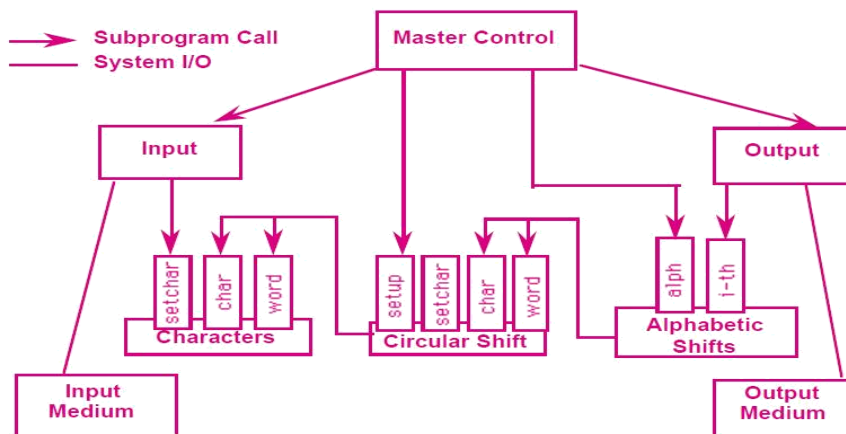 Subprogram Call
System I/O
Master Control
Input
Output
setchar
char
word
setup
setchar
char
word
alph
i-th
Characters
Circular Shift
Alphabetic
Shifts
Input
Medium
Output
Medium